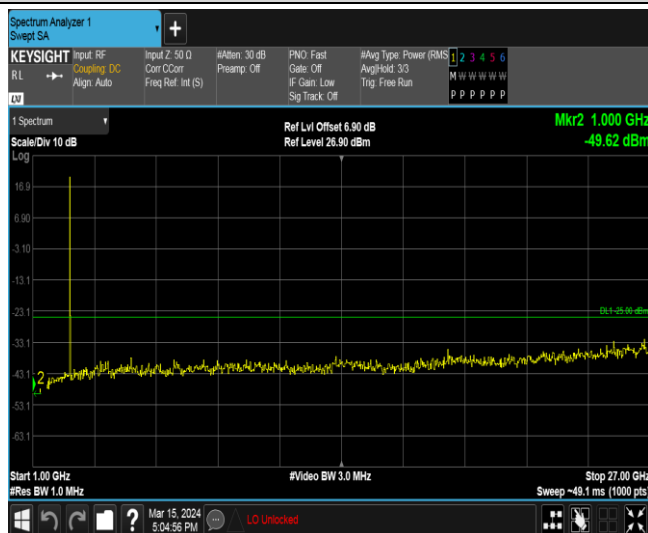 Spectrum Analyzer 1
Swept SA
+
KEYSIGHT Input: RF Input Z: 50 Ω #Atten: 30 dB PNO: Fast #Avg Type: Power (RMS 1 2 3 4 5 6
RL Coupling: DC Corr CCorr Preamp: Off Gate: Off Avg|Hold: 3/3 M W W W W W
Align: Auto Freq Ref: Int (S) IF Gain: Low Trig: Free Run
Sig Track: Off P P P P P P
LXI
1 Spectrum Ref Lvl Offset 6.90 dB Mkr2 1.000 GHz
Scale/Div 10 dB Ref Level 26.90 dBm -49.62 dBm
Log
16.9
6.90
-3.10
-13.1
-23.1 DL1 -25.00 dBm
-33.1
-43.1 2
-53.1
-63.1
Start 1.00 GHz #Video BW 3.0 MHz Stop 27.00 GHz
#Res BW 1.0 MHz Sweep ~49.1 ms (1000 pts)
? Mar 15, 2024
5:04:56 PM LO Unlocked